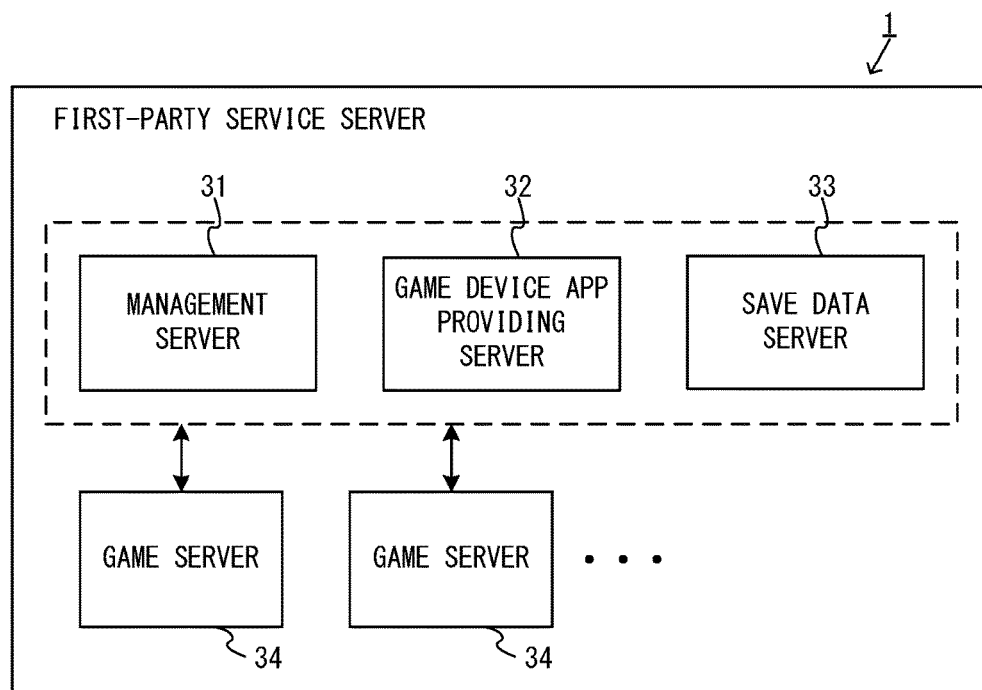 1
FIRST-PARTY SERVICE SERVER
31
32
33
MANAGEMENT
SERVER
GAME DEVICE APP
PROVIDING
SERVER
SAVE DATA
SERVER
GAME SERVER
GAME SERVER
34
34